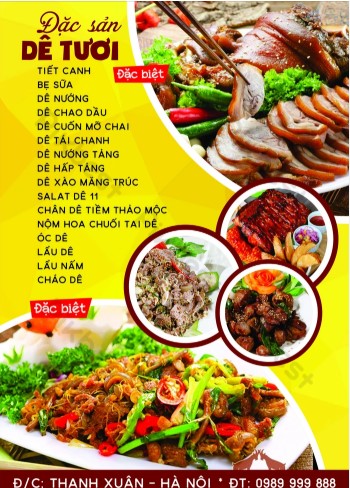 Đặc sản
DÊ TƯƠI
TIẾT CANH
Đặc biệt
BẸ SỮA
DÊ NƯỚNG
DÊ CHAO DẦU
DÊ CUỐN MỠ CHAI
DÊ TÁI CHANH
DÊ NƯỚNG TẢNG
DÊ HẤP TẢNG
DÊ XÀO MĂNG TRÚC
SALAT DÊ 11
CHÂN DÊ TIỀM THẢO MỘC
NỘM HOA CHUỐI TAI DÊ
ÓC DÊ
LẨU DÊ
LẨU NẤM
CHÁO DÊ
Đặc biệt
Đ/C: THANH XUÂN - HÀ NỘI * ĐT: 0989 999 888